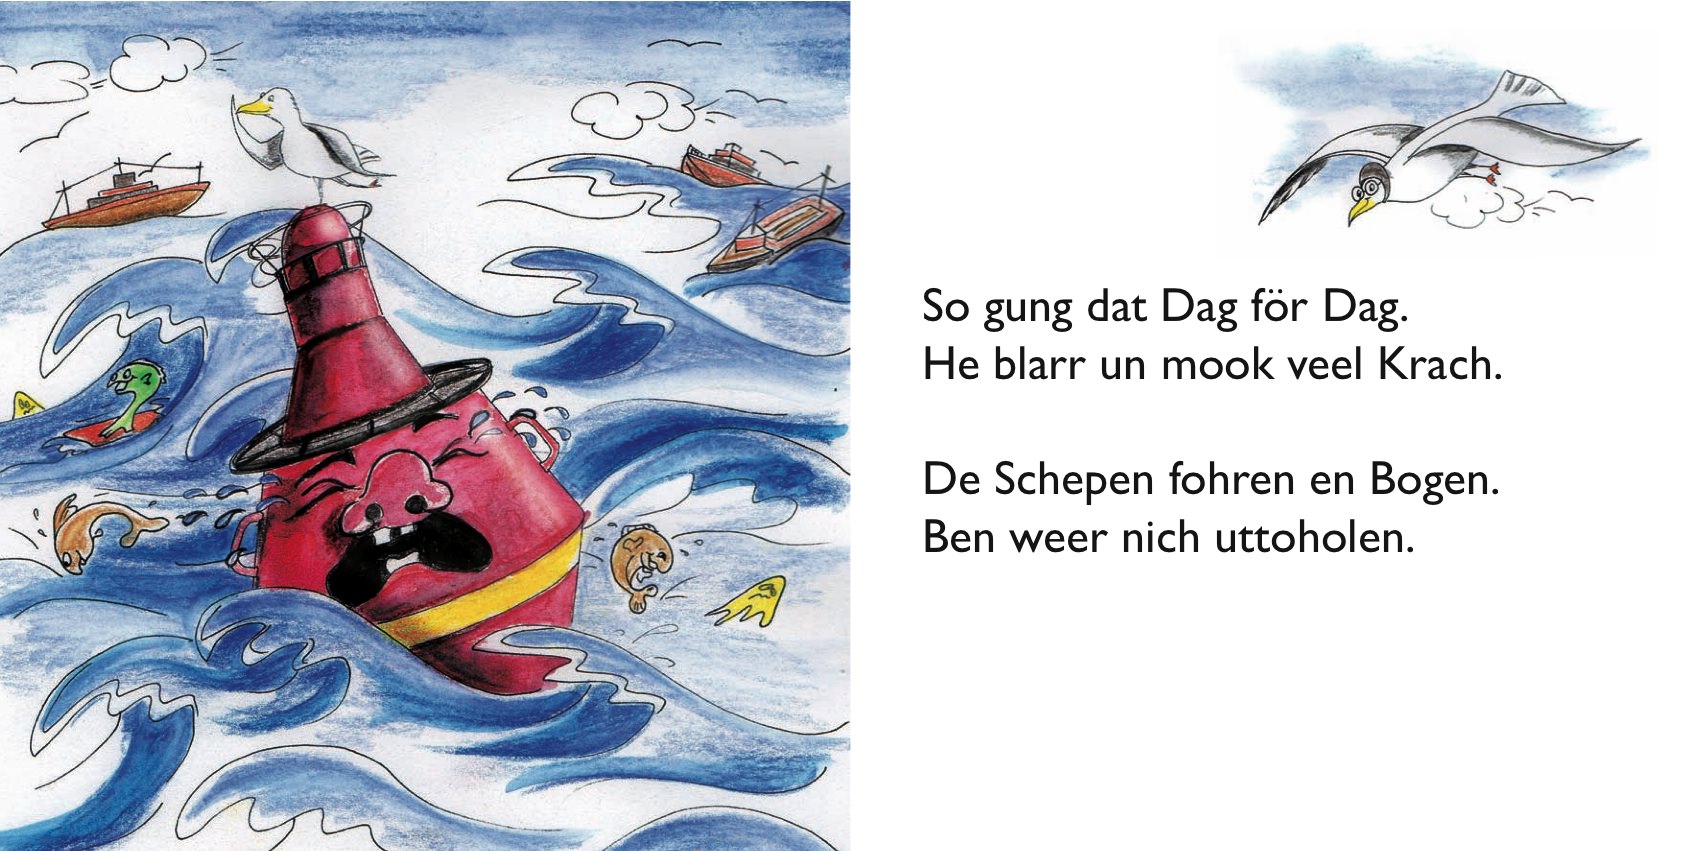 So gung dat Dag för Dag.
He blarr un mook veel Krach.
De Schepen fohren en Bogen.
Ben weer nich uttoholen.